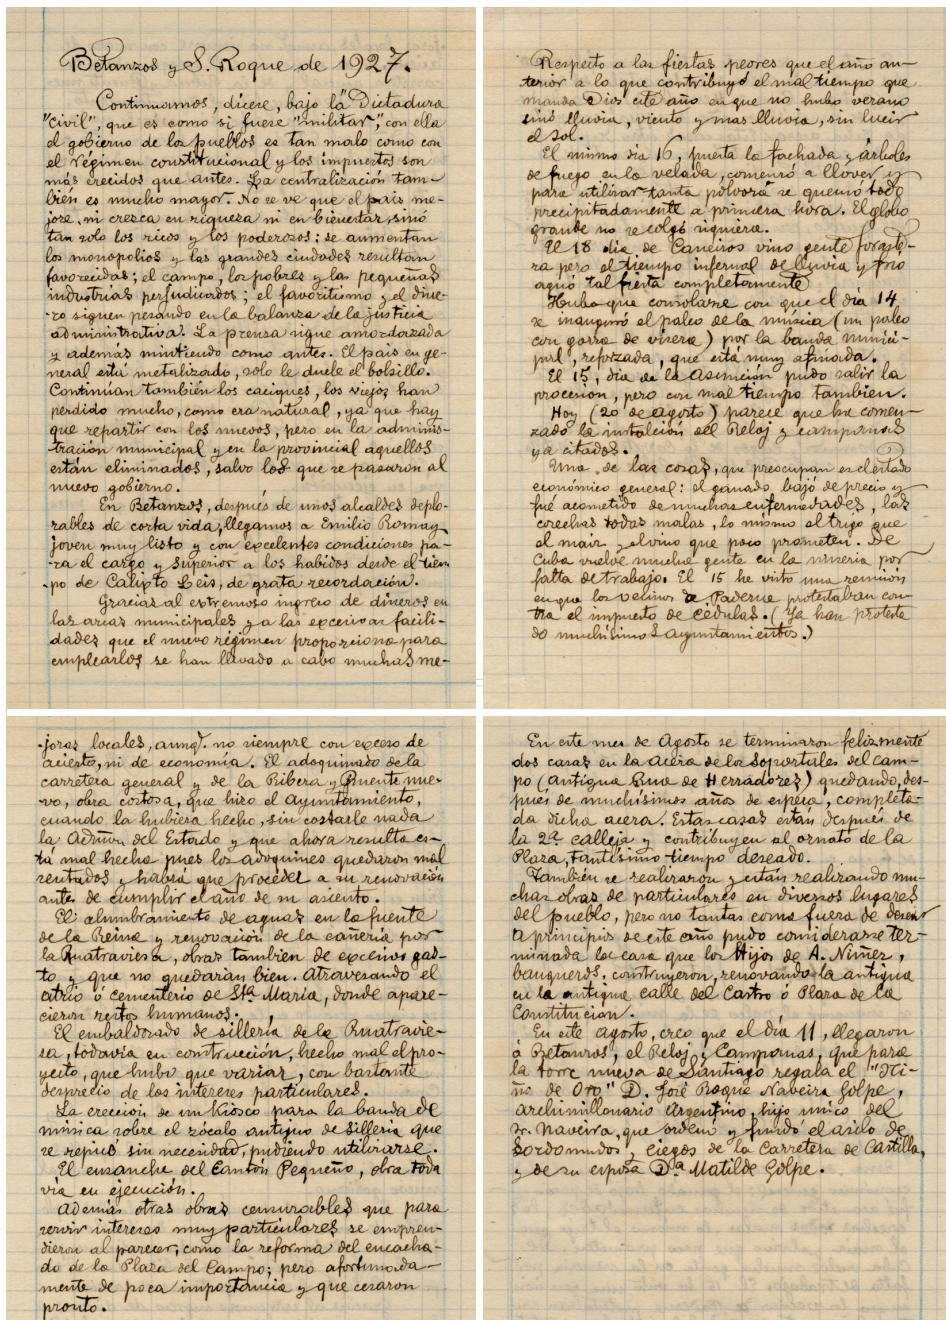 Betanzos y S. Roque de 1927.
Continuamos, dícese, bajo la "Dictadura
"civil", que es como si fuese "militar", con ella
el gobierno de los pueblos es tan malo como con
el régimen constitucional y los impuestos son
más crecidos que antes. La centralización tam-
bién es mucho mayor. No se ve que el país me-
jore, ni crezca en riqueza ni en bienestar, sinó
tan solo los ricos y los poderozos: se aumentan
los monopolios y las grandes ciudades resultan
favorecidas; el campo, los pobres y las pequeñas
industrias perjudicados; el favoritismo y el dine-
ro siguen pesando en la balanza de la justicia
administrativa. La prensa sigue amordazada
y además mintiendo como antes. El país en ge-
neral está metalizado, sólo le duele el bolsillo.
Continúan también los caciques, los viejos han
perdido mucho, como era natural, ya que hay
que repartir con los nuevos, pero en la adminis-
tración municipal y en la provincial aquellos
están eliminados, salvo los que se pasaron al
nuevo gobierno.
En Betanzos, después de unos alcaldes deplo-
rables de corta vida, llegamos a Emilio Romay
joven muy listo y con excelentes condiciones pa-
ra el cargo y superior a los habidos desde el tiem
po de Calixto Leis, de grata recordación.
Gracias al extremoso ingreso de dineros en
las arcas municipales y a las excesivas facili-
dades que el nuevo régimen proporciona para
emplearlos se han llevado a cabo muchas me-
joras locales, aunq. no siempre con exceso de
acierto, ni de economía. El adoquinado de la
carretera general y de la Ribera y Puente nue-
vo, obra costosa, que hizo el ayuntamiento,
cuando la hubiera hecho, sin costarle nada
la Admón del Estado y que ahora resulta es-
tá mal hecha pues los adoquines quedaron mal
sentados y habrá que proceder a su renovación
antes de cumplir el año de su asiento.
El alumbramiento de aguas en la fuente
de la Reina y renovación de la cañería por
la Ruatraviesa, obras tambien de excesivo gas-
to y que no quedarán bien. Atravesando el
atrio ó cementerio de Sta María, donde apare-
cieron restos humanos.
El embaldosado de sillería de la Ruatravie-
sa, todavía en construcción, hecho mal el pro-
yecto, que hubo que variar, con bastante
desprecio de los intereses particulares.
La erección de un Kiosco para la banda de
música sobre el zócalo antiguo de sillería que
se repuso sin necesidad, pudiendo utilizarse.
El ensanche del Cantón Pequeño, obra toda
vía en ejecución.
Además otras obras censurables que para
servir intereses muy particulares se empren-
dieron al parecer, como la reforma del encacha-
do de la Plaza del Campo; pero afortunada-
mente de poca importancia y que cesaron
pronto.
En este mes de Agosto se terminaron felizmente
dos casas en la Acera de los Soportales del Cam-
po (Antigua Rua de Herradores) quedando, des-
pués de muchísimos años de espera, completa-
da dicha acera. Estas casas están después de
la 2ª calleja y contribuyen al ornato de la
Plaza, tantísimo tiempo deseado.
También se realizaron y están realizando mu-
chas obras de particulares en diversos lugares
del pueblo, pero no tantas como fuera de desear
A principios de este año pudo considerarse ter-
minada la casa que los Hijos de A. Núñez,
banqueros, construyeron, renovando la antigua
en la antigua calle del Castro ó Plaza de la
Constitución.
En este Agosto, creo que el día 11, llegaron
á Betanzos, el Reloj y Campanas, que para
la torre nueva de Santiago regala el "Ni-
ño de Oro" D. José Roque Naveira Golpe,
archimillonario Argentino, hijo unico del
Sr. Naveira, que ordenó y fundó el asilo de
Sordomudos, ciegos de la Carretera de Castilla,
y de su esposa Dª Matilde Golpe.
Respeito a las fiestas peores que el año an-
terior a lo que contribuyó el mal tiempo que
manda Dios este año en que no hubo verano
sinó lluvia, viento y mas lluvia, sin lucir
el sol.
El mismo día 16, puesta la fachada y árboles
de fuego en la velada, comenzó a llover y
para utilizar tanta polvora se quemó todo
precipitadamente a primera hora. El globo
grande no se colgó siquiera.
El 18 dia de Caneiros vino gente foraste-
ra pero el tiempo infernal de lluvia y frio
aguó tal fiesta completamente
Hubo que consolarse con que el día 14
se inauguró el palco de la música (un palco
con gorra de visera) por la banda munici-
pal, reforzada, que está muy afinada.
El 15, dia de la Asunción pudo salir la
procesion, pero con mal tiempo tambien.
Hoy (20 de agosto) parece que ha comen-
zado la instalción del Reloj y campanas
ya citados.
Una de las cosas, que preocupan es el estado
económico general: el ganado bajó de precio y
fué acometido de muchas enfermedades, las
cosechas todas malas, lo mismo el trigo que
el maiz y el vino que poco prometen. De
Cuba vuelve mucha gente en la miseria por
falta de trabajo. El 15 he visto una reunión
en que los vecinos de Paderne protestaban con-
tra el impuesto de cédulas. (Ya han protesta
do muchísimos ayuntamientos.)